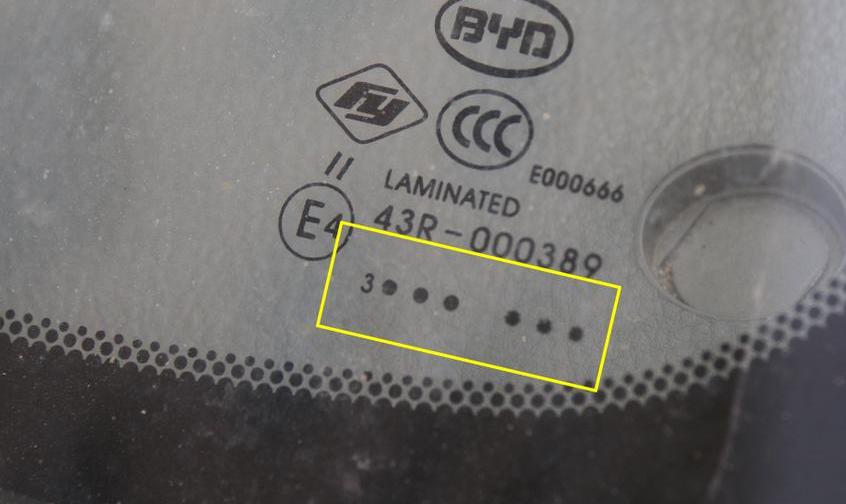 BYD
FY
CCC
II
LAMINATED E000666
E4 43R-000389
3●●● ●●●